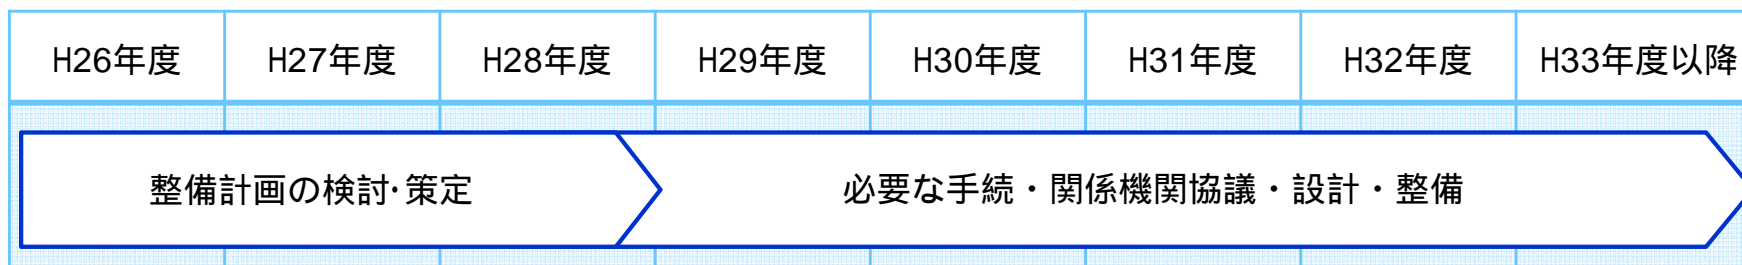 H26年度 H27年度 H28年度 H29年度 H30年度 H31年度 H32年度 H33年度以降
整備計画の検討・策定 必要な手続・関係機関協議・設計・整備